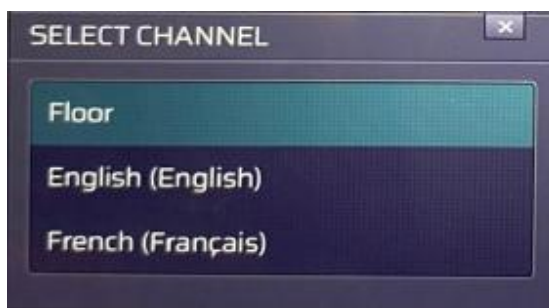 SELECT CHANNEL
Floor
English (English)
French (Français)